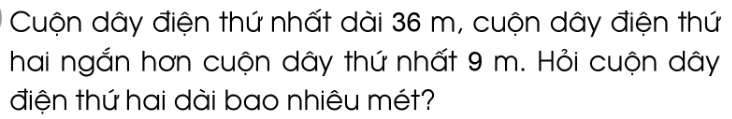 Cuộn dây điện thứ nhất dài 36 m, cuộn dây điện thứ
hai ngắn hơn cuộn dây thứ nhất 9 m. Hỏi cuộn dây
điện thứ hai dài bao nhiêu mét?